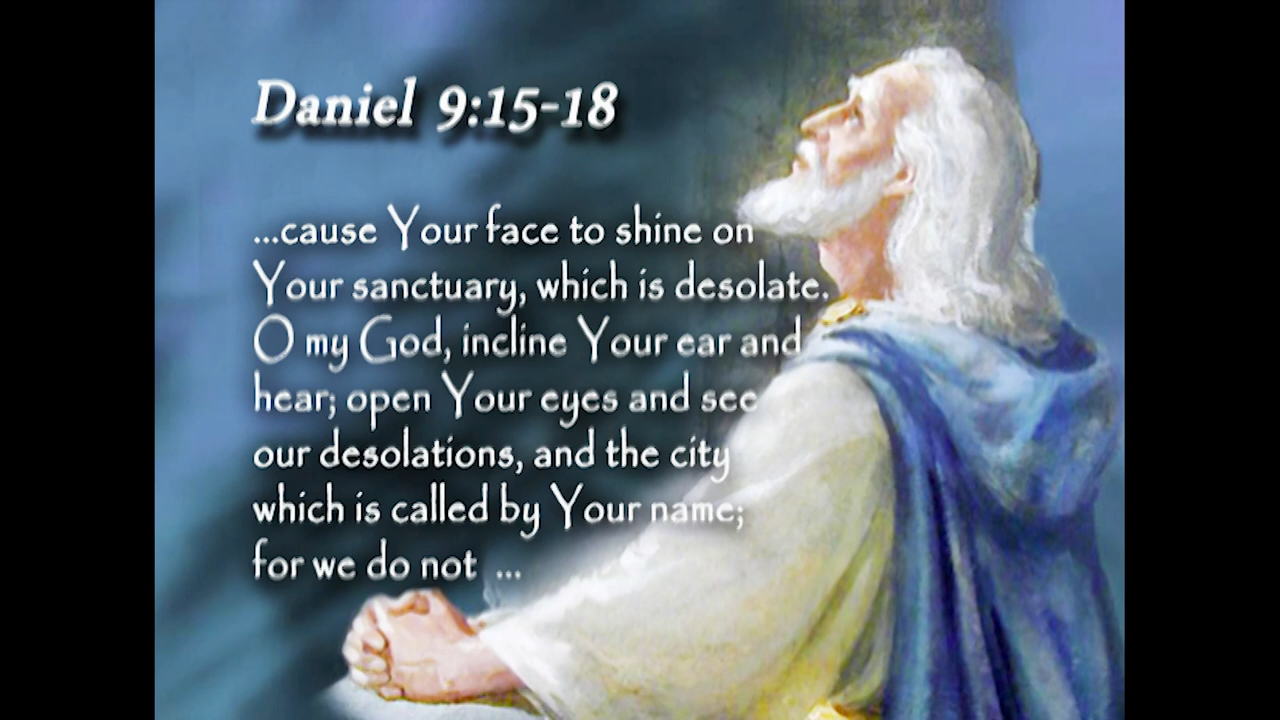 Daniel 9:15-18
...cause Your face to shine on
Your sanctuary, which is desolate.
O my God, incline Your ear and
hear; open Your eyes and see
our desolations, and the city
which is called by Your name;
for we do not ...